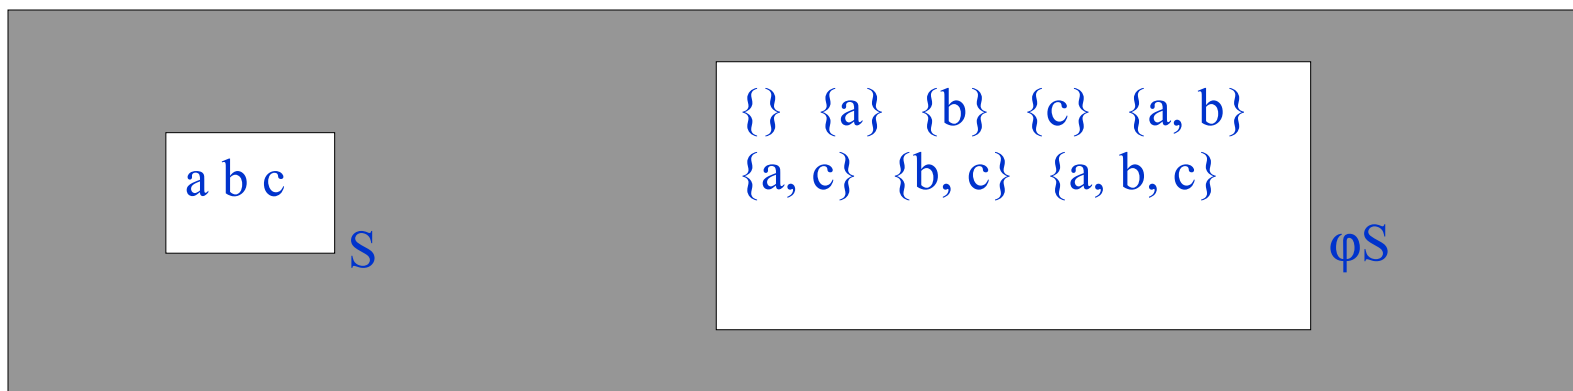 a b c
S
{} {a} {b} {c} {a, b}
{a, c} {b, c} {a, b, c}
φS